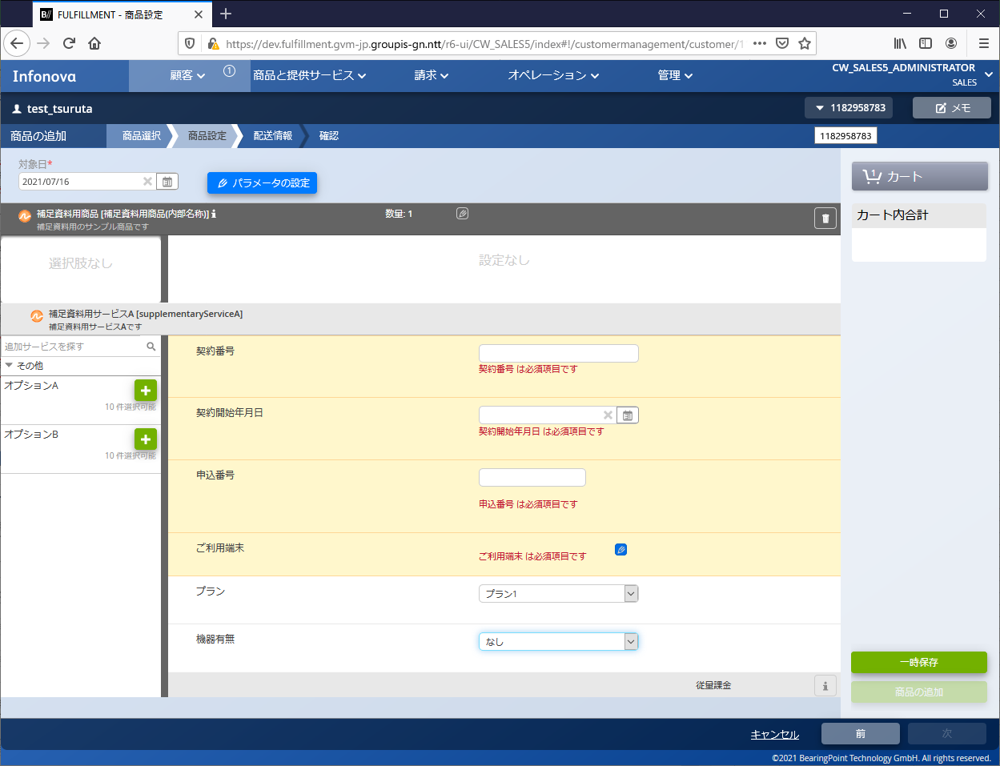 FULFILLMENT - 商品設定
https://dev.fulfillment.gvm-jp.groupis-gn.ntt/r6-ui/CW_SALES5/index#!/customermanagement/customer/1
Infonova
顧客
1
商品と提供サービス
請求
オペレーション
管理
CW_SALES5_ADMINISTRATOR
SALES
test_tsuruta
1182958783
メモ
商品の追加
商品選択
商品設定
配送情報
確認
1182958783
対象日*
2021/07/16
パラメータの設定
1
カート
カート内合計
補足資料用商品 [補足資料用商品(内部名称)]
補足資料用のサンプル商品です
数量: 1
選択肢なし
設定なし
補足資料用サービスA [supplementaryServiceA]
補足資料用サービスAです
追加サービスを探す
その他
オプションA
10 件選択可能
オプションB
10 件選択可能
契約番号
契約番号 は必須項目です
契約開始年月日
契約開始年月日 は必須項目です
申込番号
申込番号 は必須項目です
ご利用端末
ご利用端末 は必須項目です
プラン
プラン1
機器有無
なし
従量課金
一時保存
商品の追加
キャンセル
前
次
©2021 BearingPoint Technology GmbH. All rights reserved.